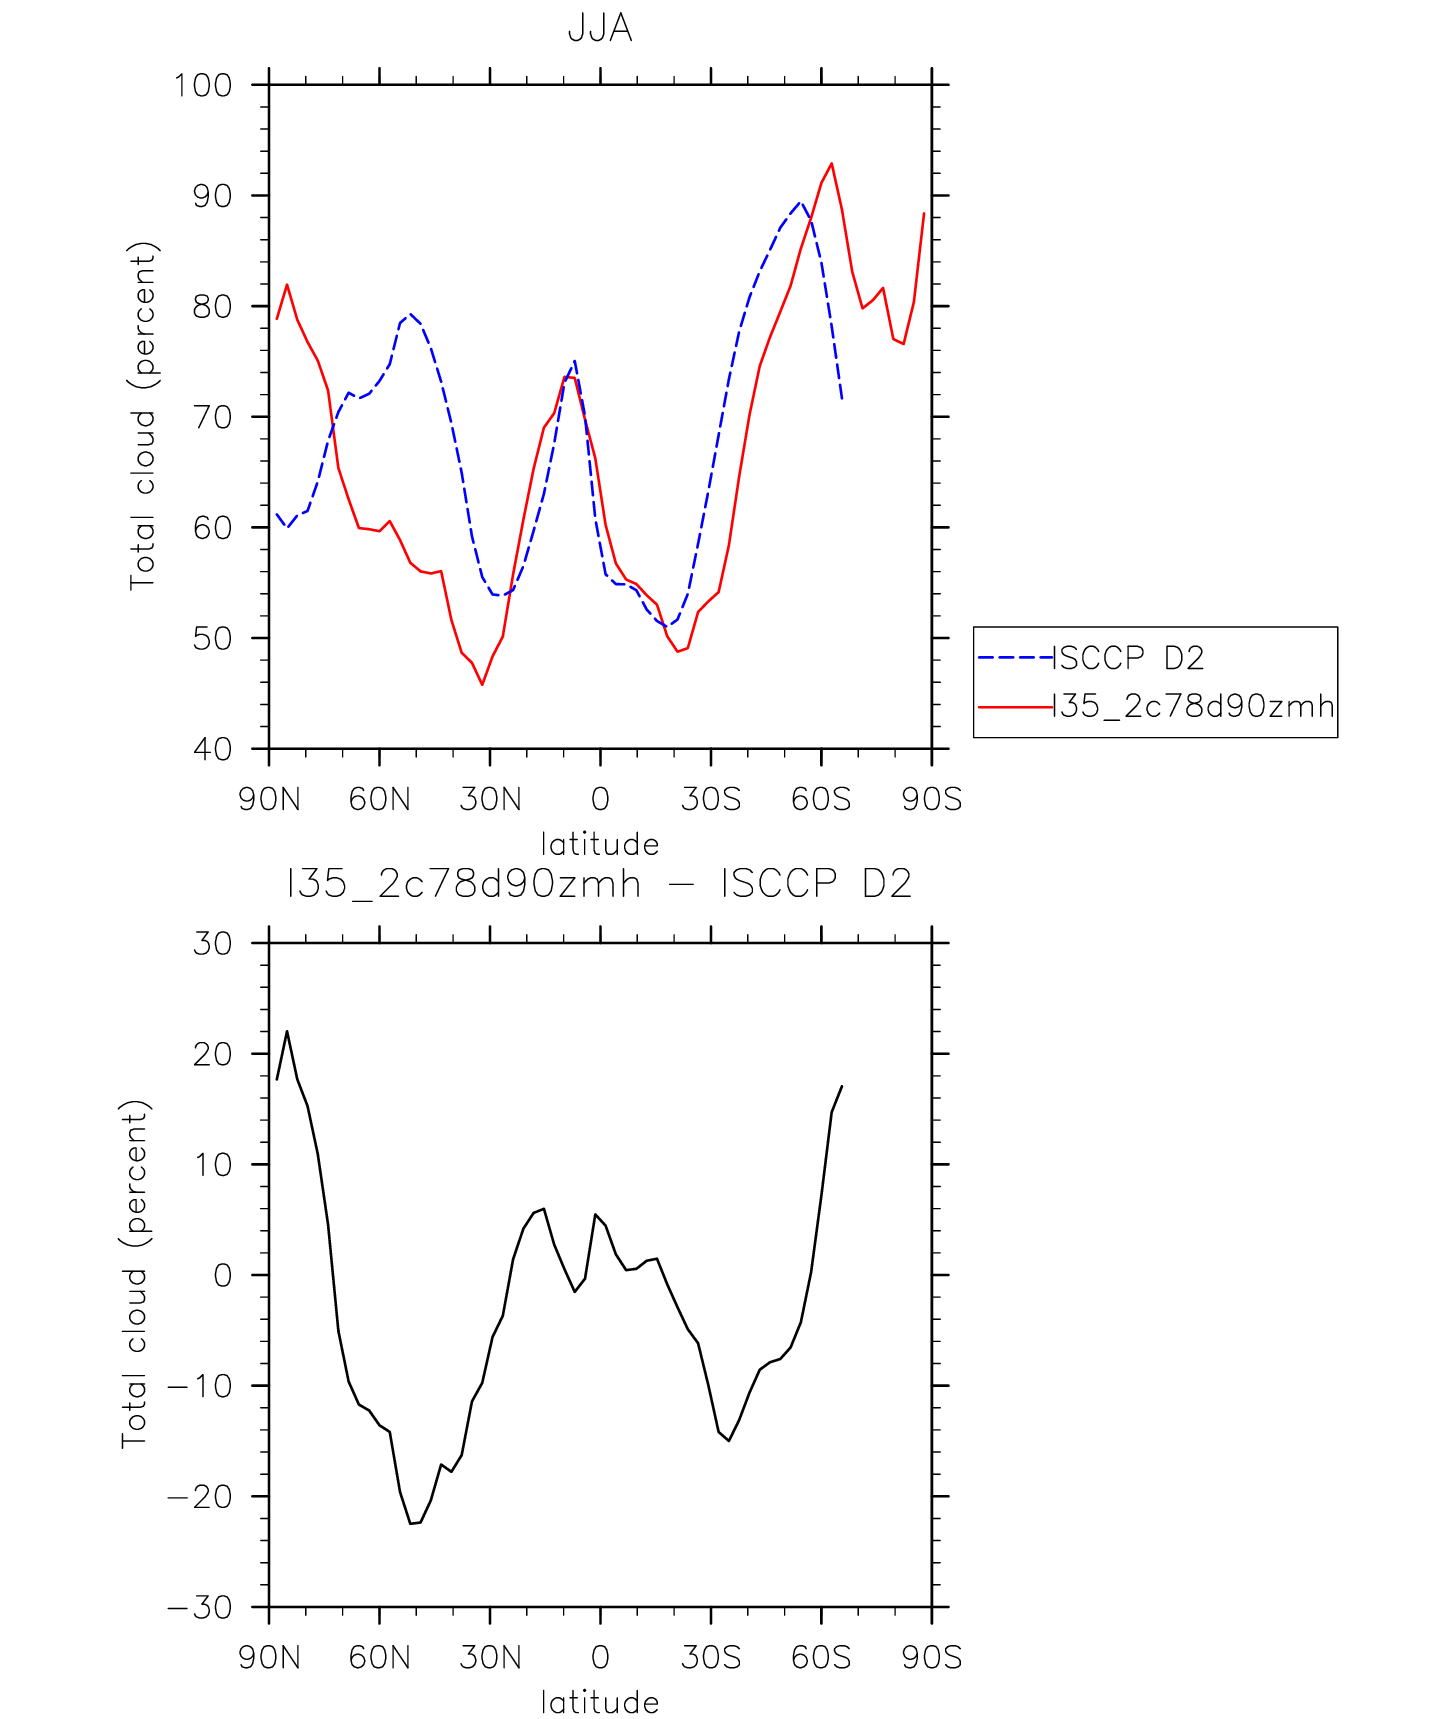 JJA
100
90
80
70
60
50
40
Total cloud (percent)
90N 60N 30N 0 30S 60S 90S
latitude
ISCCP D2
I35_2c78d90zmh
I35_2c78d90zmh - ISCCP D2
30
20
10
0
-10
-20
-30
Total cloud (percent)
90N 60N 30N 0 30S 60S 90S
latitude